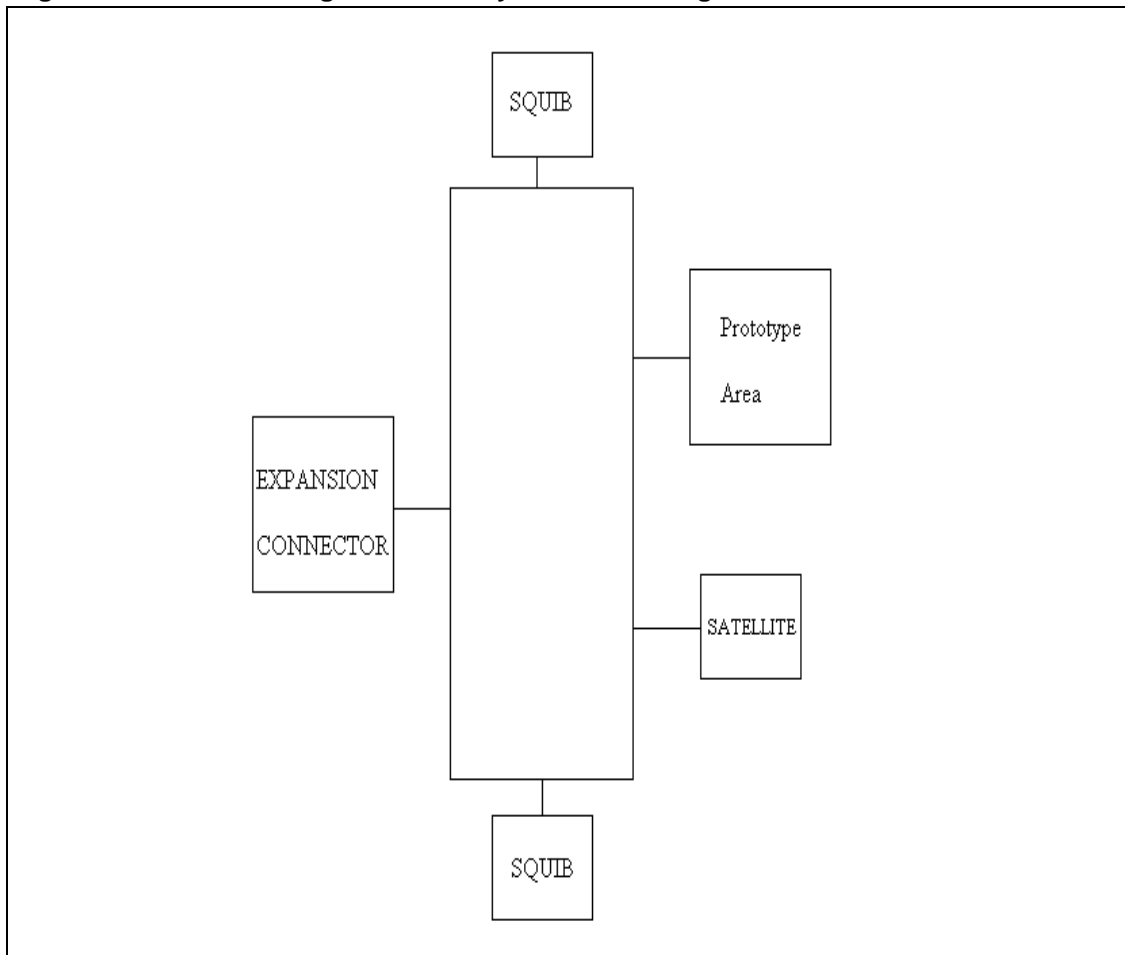 SQUIB
Prototype
Area
EXPANSION
CONNECTOR
SATELLITE
SQUIB